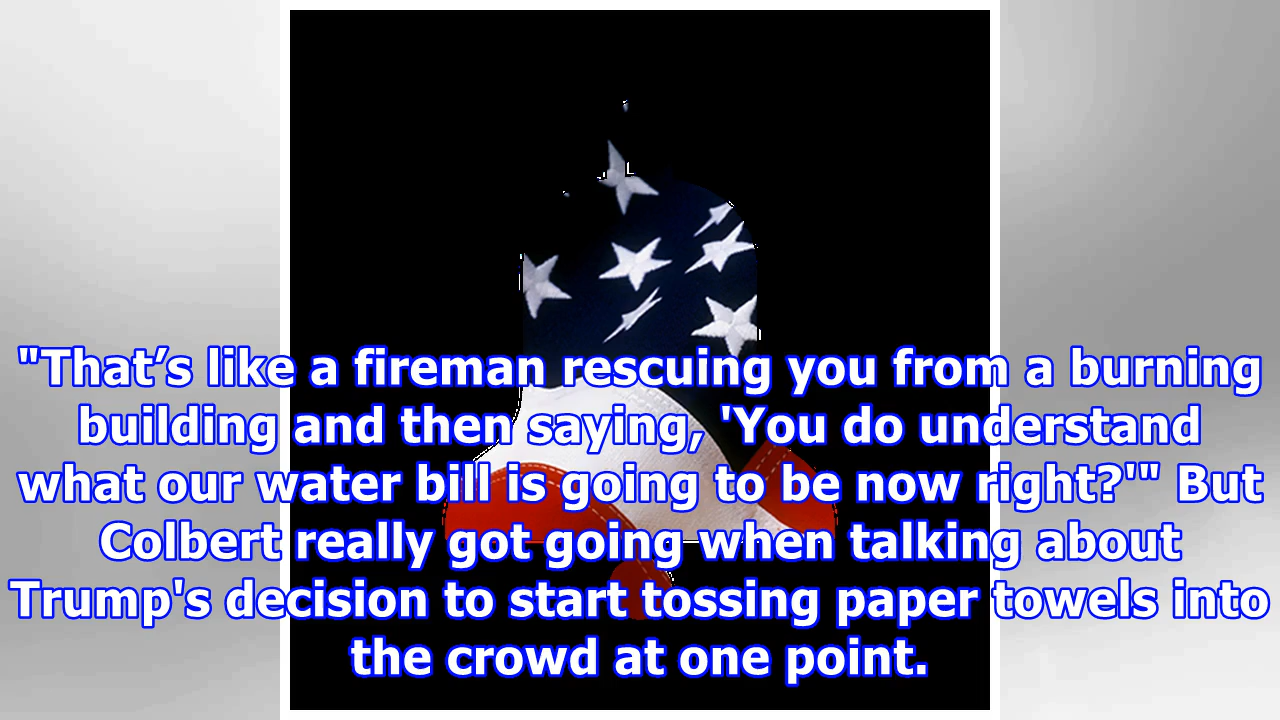 "That’s like a fireman rescuing you from a burning
building and then saying, 'You do understand
what our water bill is going to be now right?'" But
Colbert really got going when talking about
Trump's decision to start tossing paper towels into
the crowd at one point.